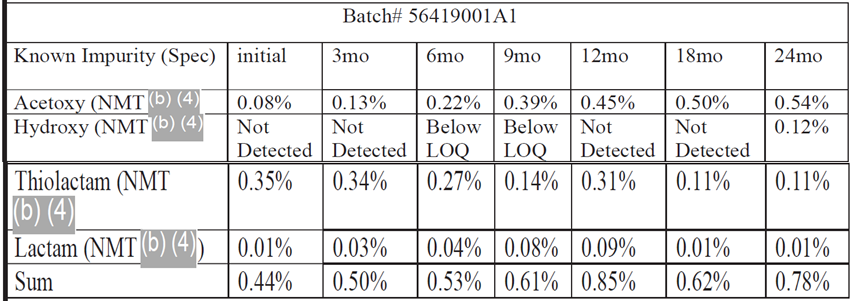 Batch# 56419001A1
Known Impurity (Spec) initial 3mo 6mo 9mo 12mo 18mo 24mo
Acetoxy (NMT (b) (4) 0.08% 0.13% 0.22% 0.39% 0.45% 0.50% 0.54%
Hydroxy (NMT (b) (4) Not Not Below Below Not Not 0.12%
Detected Detected LOQ LOQ Detected Detected
Thiolactam (NMT 0.35% 0.34% 0.27% 0.14% 0.31% 0.11% 0.11%
(b) (4)
Lactam (NMT (b) (4)) 0.01% 0.03% 0.04% 0.08% 0.09% 0.01% 0.01%
Sum 0.44% 0.50% 0.53% 0.61% 0.85% 0.62% 0.78%